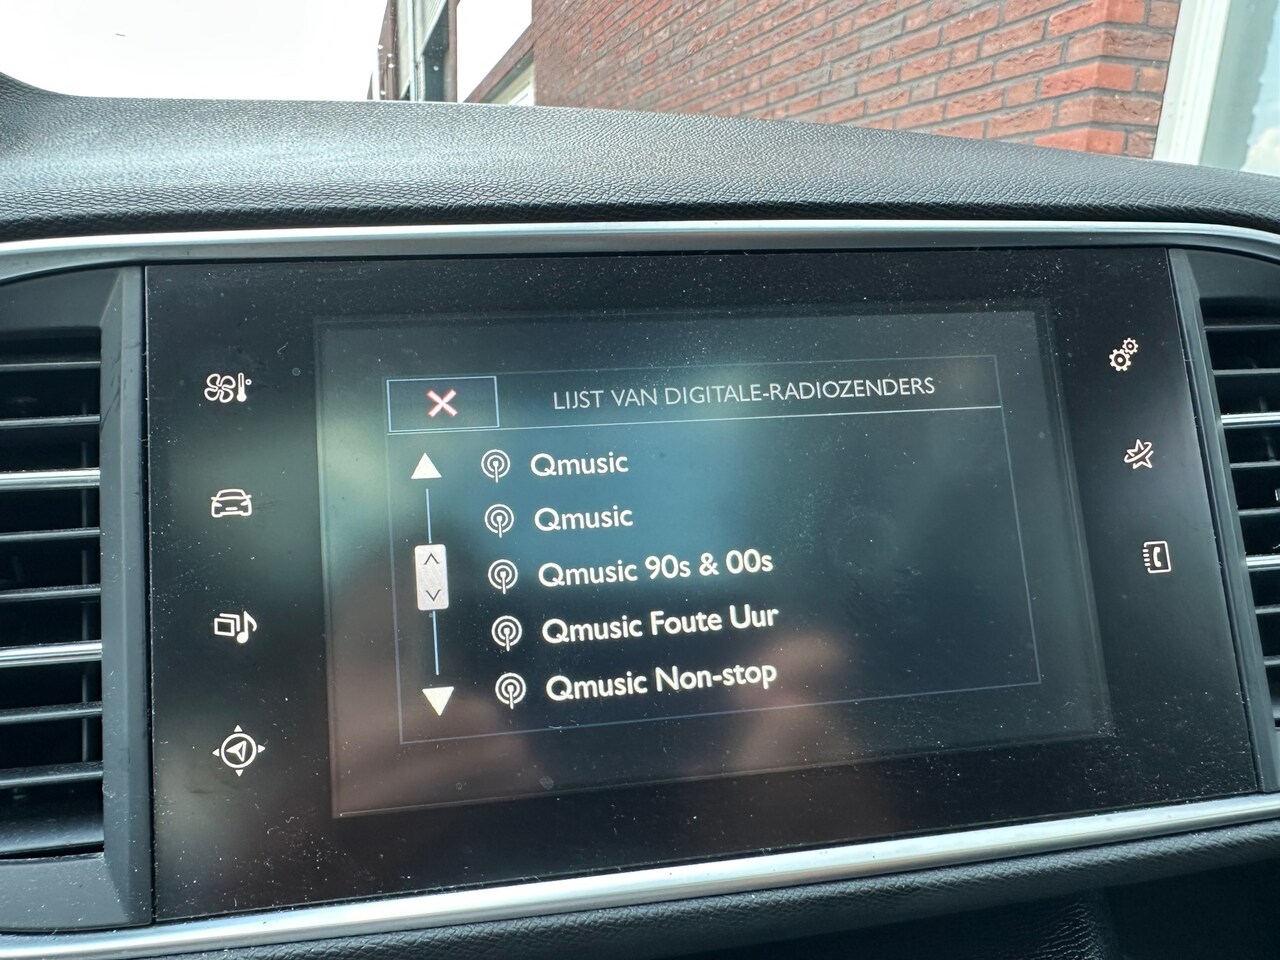 LIJST VAN DIGITALE-RADIOZENDERS
Qmusic
Qmusic
Qmusic 90s & 00s
Qmusic Foute Uur
Qmusic Non-stop